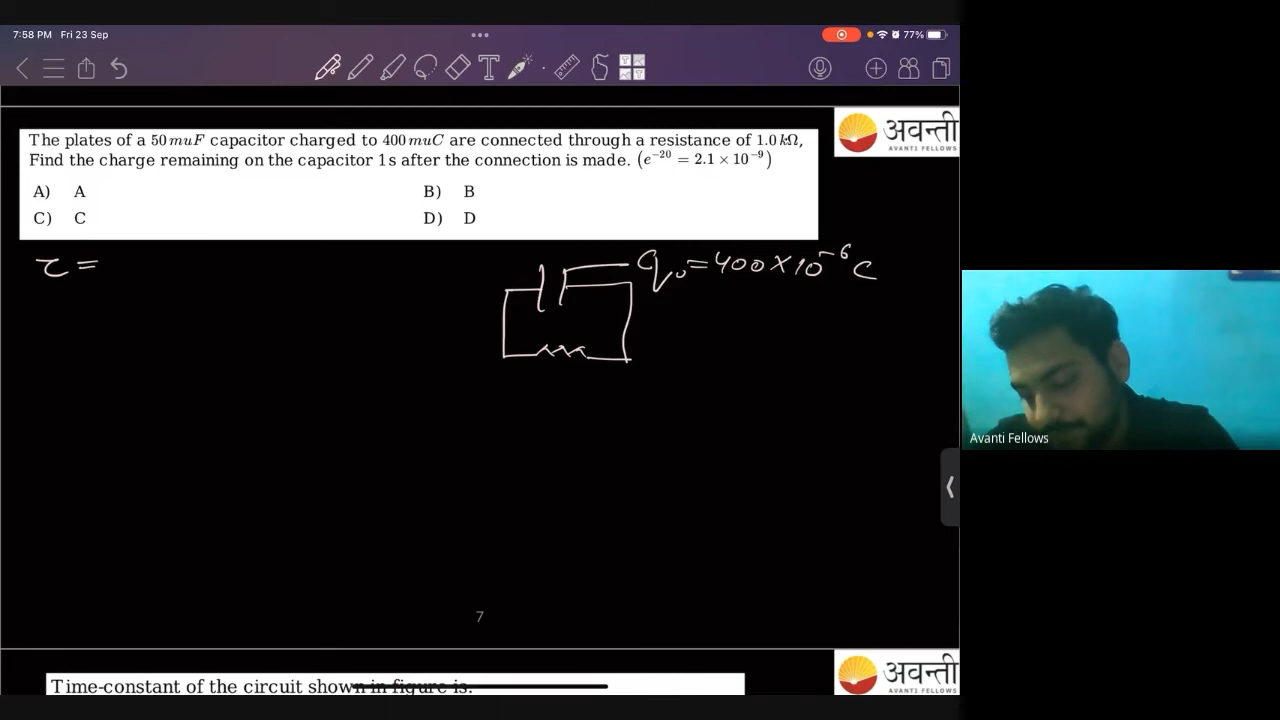 7:58 PM Fri 23 Sep
77%
The plates of a 50 muF capacitor charged to 400 muC are connected through a resistance of 1.0 kΩ,
Find the charge remaining on the capacitor 1 s after the connection is made. (e⁻²⁰ = 2.1 × 10⁻⁹)
A) A B) B
C) C D) D
अवन्ती
AVANTI FELLOWS
τ =
q₀ = 400 × 10⁻⁶ C
Avanti Fellows
7
Time-constant of the circuit shown in figure is:
अवन्ती
AVANTI FELLOWS